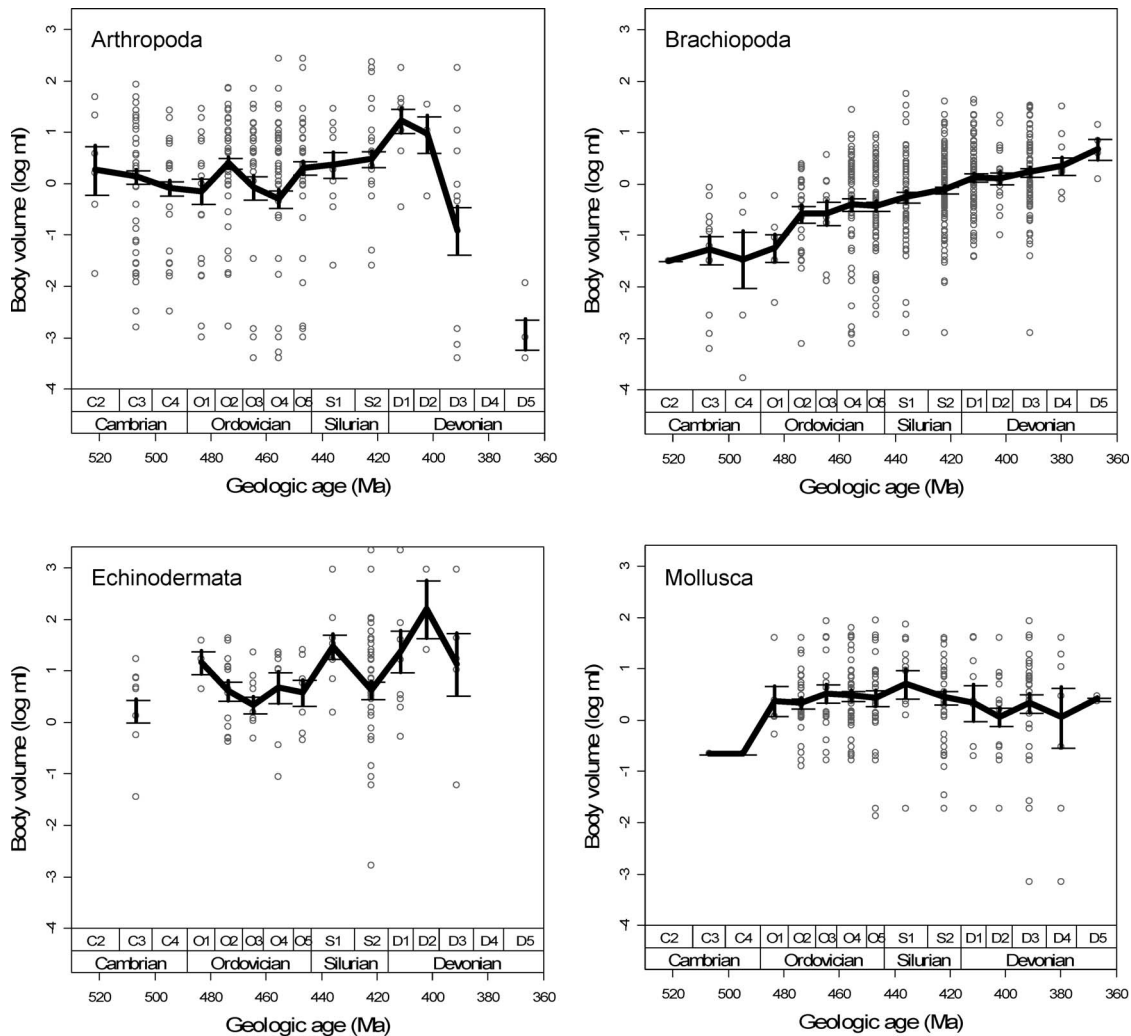 Arthropoda
Body volume (log ml)
3
2
1
0
-1
-2
-3
-4
C2 C3 C4 O1 O2 O3 O4 O5 S1 S2 D1 D2 D3 D4 D5
Cambrian Ordovician Silurian Devonian
520 500 480 460 440 420 400 380 360
Geologic age (Ma)
Brachiopoda
Body volume (log ml)
3
2
1
0
-1
-2
-3
-4
C2 C3 C4 O1 O2 O3 O4 O5 S1 S2 D1 D2 D3 D4 D5
Cambrian Ordovician Silurian Devonian
520 500 480 460 440 420 400 380 360
Geologic age (Ma)
Echinodermata
Body volume (log ml)
3
2
1
0
-1
-2
-3
-4
C2 C3 C4 O1 O2 O3 O4 O5 S1 S2 D1 D2 D3 D4 D5
Cambrian Ordovician Silurian Devonian
520 500 480 460 440 420 400 380 360
Geologic age (Ma)
Mollusca
Body volume (log ml)
3
2
1
0
-1
-2
-3
-4
C2 C3 C4 O1 O2 O3 O4 O5 S1 S2 D1 D2 D3 D4 D5
Cambrian Ordovician Silurian Devonian
520 500 480 460 440 420 400 380 360
Geologic age (Ma)